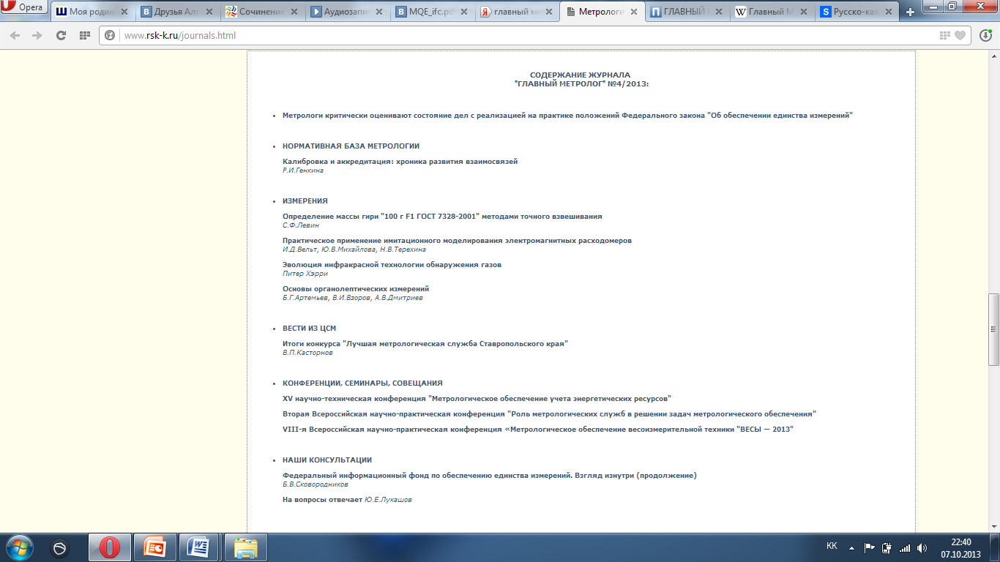 Opera
Моя родин
Друзья Алт
Сочинение
Аудиозапи
MQE_ifc.pdf
главный ме
Метрологи
ГЛАВНЫЙ
Главный М
Русско-каз
www.rsk-k.ru/journals.html
СОДЕРЖАНИЕ ЖУРНАЛА
"ГЛАВНЫЙ МЕТРОЛОГ" №4/2013:
• Метрологи критически оценивают состояние дел с реализацией на практике положений Федерального закона "Об обеспечении единства измерений"
• НОРМАТИВНАЯ БАЗА МЕТРОЛОГИИ
Калибровка и аккредитация: хроника развития взаимосвязей
Р.И.Генкина
• ИЗМЕРЕНИЯ
Определение массы гири "100 г F1 ГОСТ 7328-2001" методами точного взвешивания
С.Ф.Левин
Практическое применение имитационного моделирования электромагнитных расходомеров
И.Д.Вельт, Ю.В.Михайлова, Н.В.Терехина
Эволюция инфракрасной технологии обнаружения газов
Питер Хэрри
Основы органолептических измерений
Б.Г.Артемьев, В.И.Взоров, А.В.Дмитриев
• ВЕСТИ ИЗ ЦСМ
Итоги конкурса "Лучшая метрологическая служба Ставропольского края"
В.П.Касторнов
• КОНФЕРЕНЦИИ, СЕМИНАРЫ, СОВЕЩАНИЯ
XV научно-техническая конференция "Метрологическое обеспечение учета энергетических ресурсов"
Вторая Всероссийская научно-практическая конференция "Роль метрологических служб в решении задач метрологического обеспечения"
VIII-я Всероссийская научно-практическая конференция «Метрологическое обеспечение весоизмерительной техники "ВЕСЫ — 2013"
• НАШИ КОНСУЛЬТАЦИИ
Федеральный информационный фонд по обеспечению единства измерений. Взгляд изнутри (продолжение)
Б.В.Сковородников
На вопросы отвечает Ю.Е.Лукашов
KK
22:40
07.10.2013